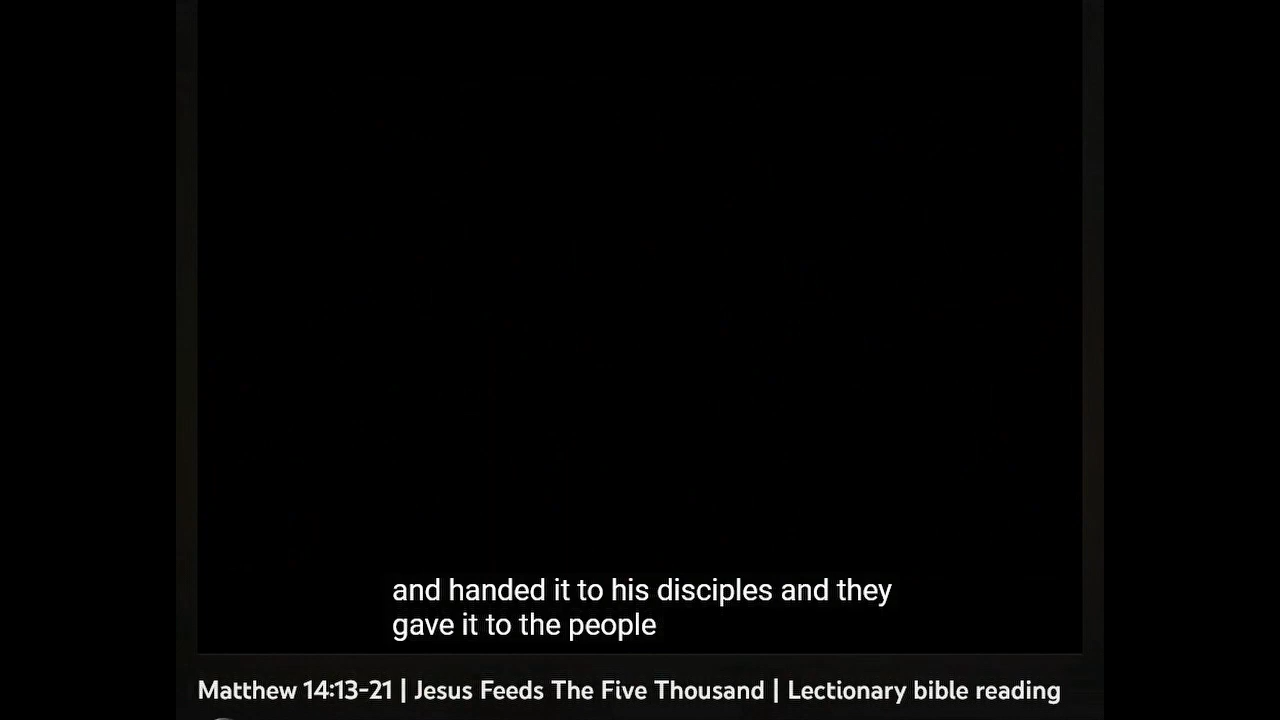 and handed it to his disciples and they
gave it to the people
Matthew 14:13-21 | Jesus Feeds The Five Thousand | Lectionary bible reading